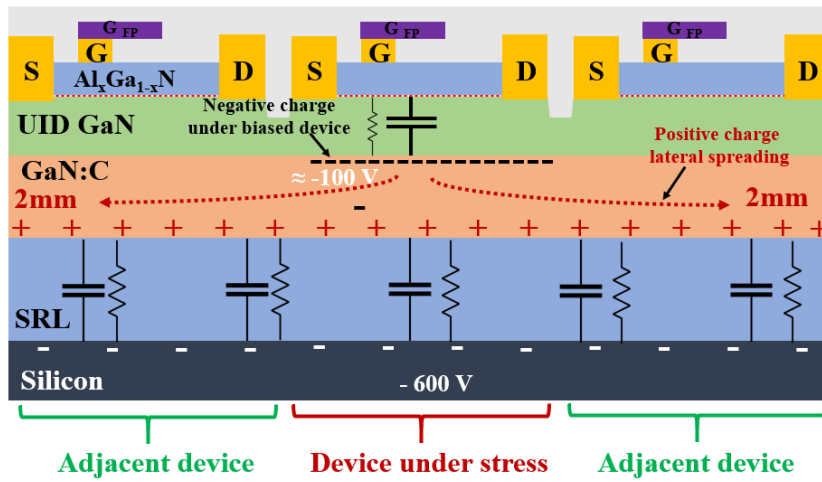 G FP
G FP
G FP
S
G
D
S
G
D
S
G
D
AlxGa1-xN
Negative charge
under biased device
UID GaN
Positive charge
lateral spreading
GaN:C
≈ -100 V
2mm
2mm
-
+ + + + + + + + + + + + + + +
SRL
- - - - - - - - - - - -
Silicon
- 600 V
Adjacent device
Device under stress
Adjacent device